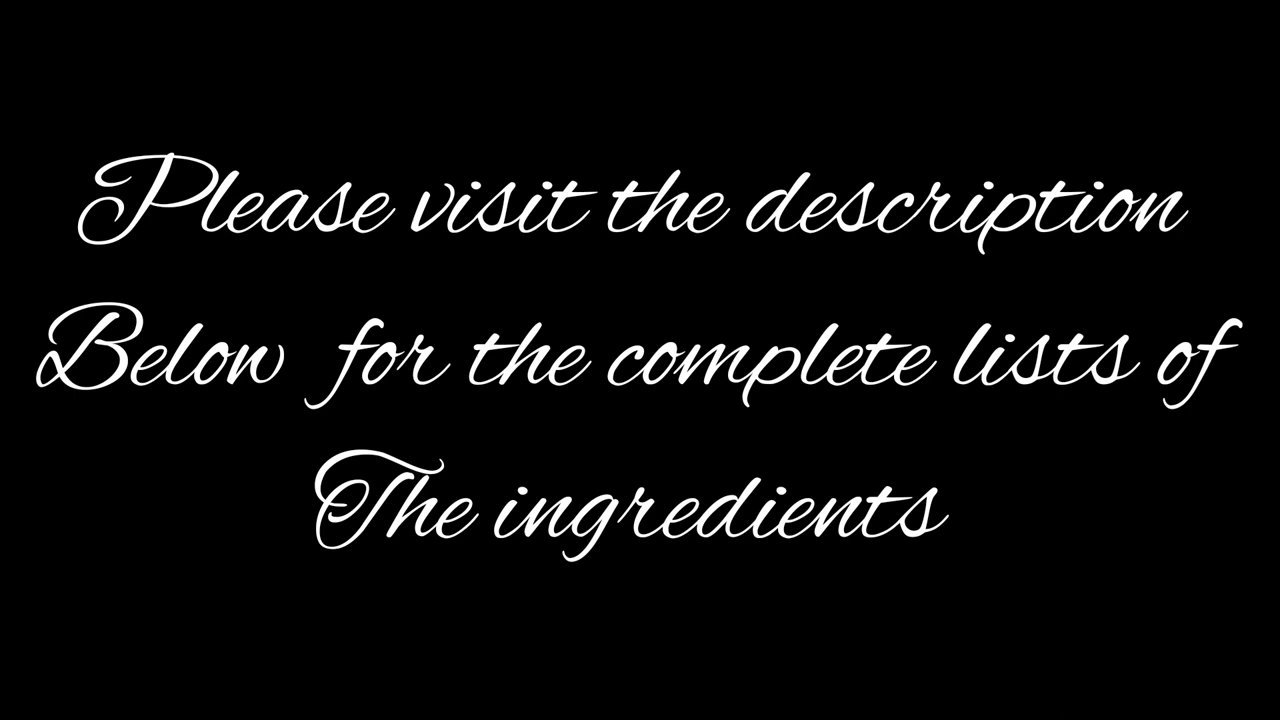 Please visit the description
Below for the complete lists of
The ingredients